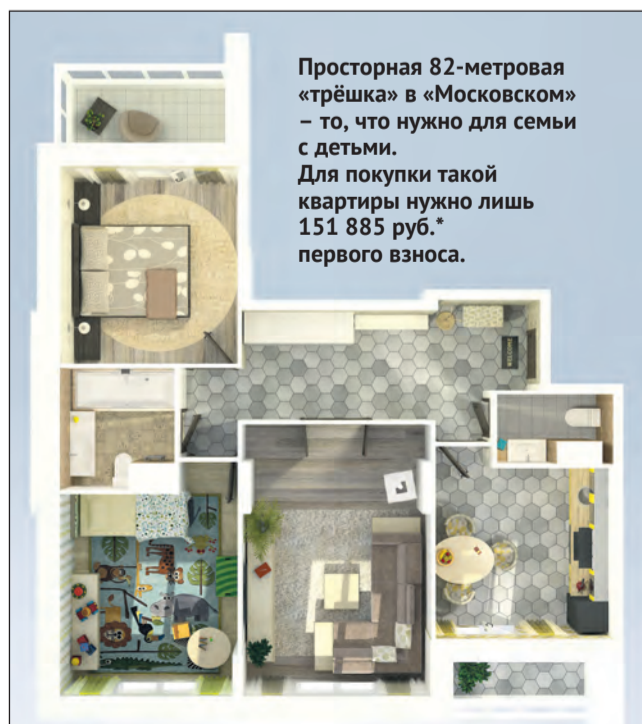 Просторная 82-метровая
«трёшка» в «Московском»
– то, что нужно для семьи
с детьми.
Для покупки такой
квартиры нужно лишь
151 885 руб.*
первого взноса.
WELCOME